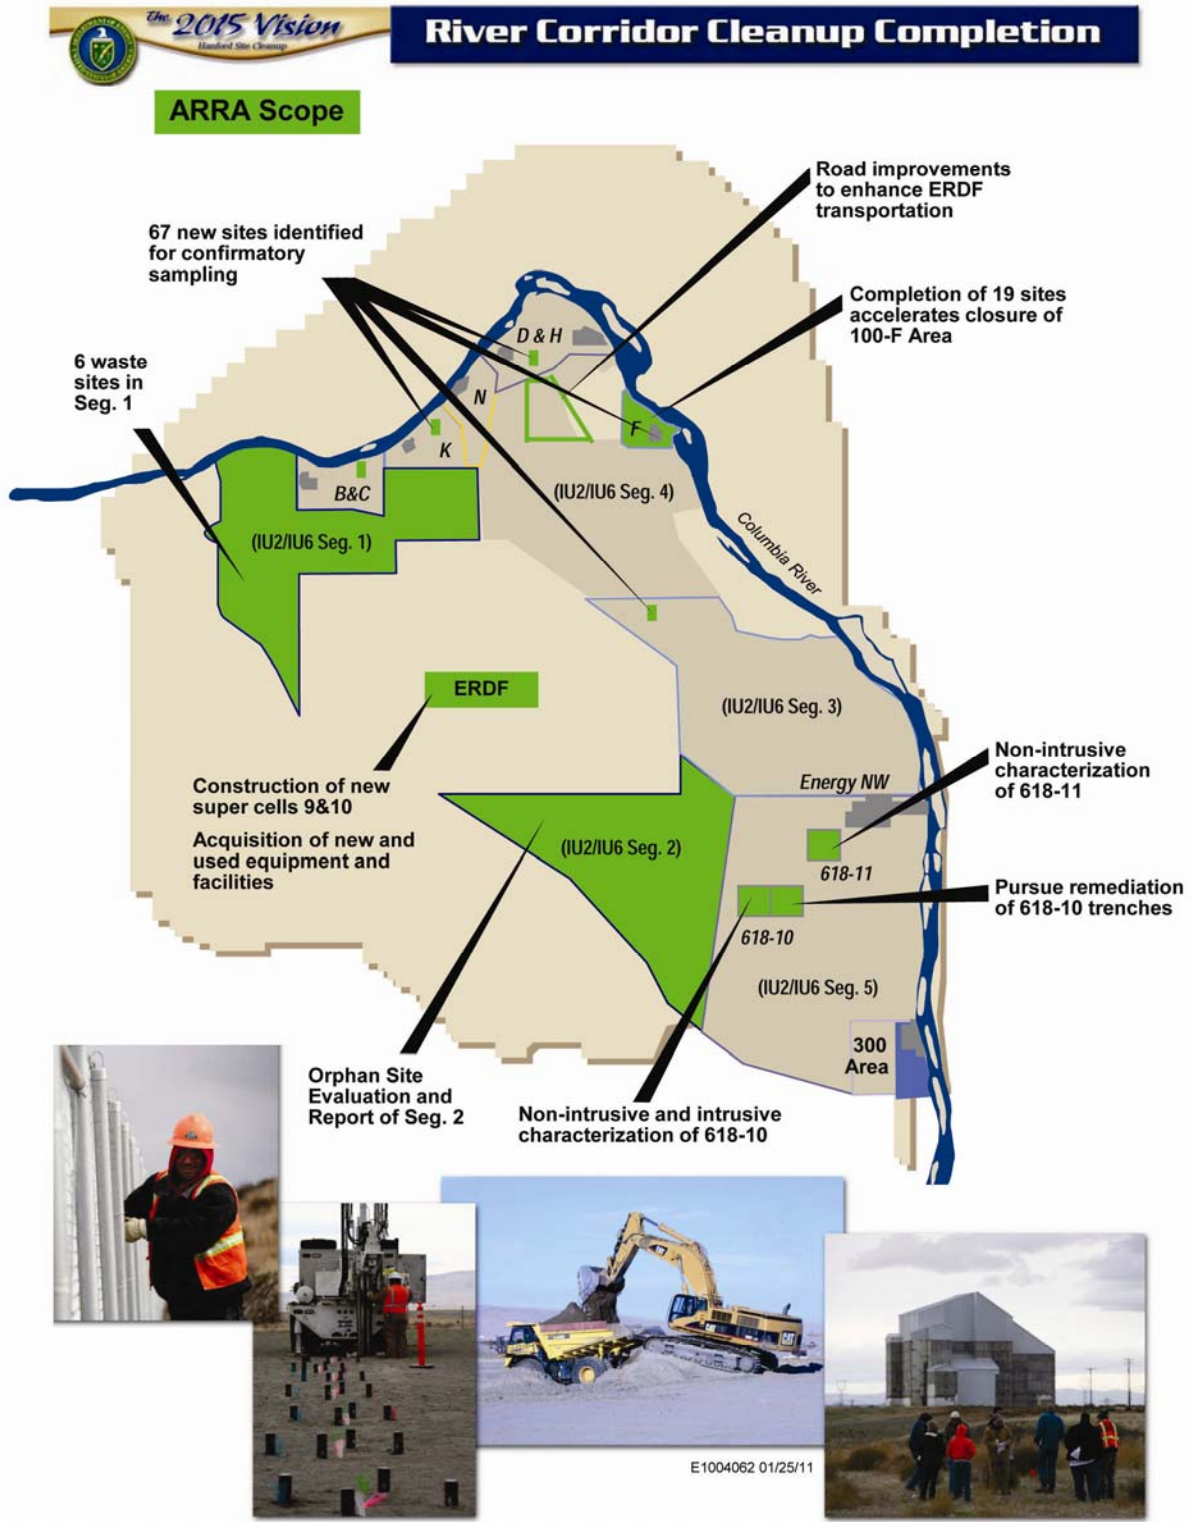 The 2015 Vision
Hanford Site Cleanup
River Corridor Cleanup Completion
ARRA Scope
Road improvements
to enhance ERDF
transportation
67 new sites identified
for confirmatory
sampling
Completion of 19 sites
accelerates closure of
100-F Area
6 waste
sites in
Seg. 1
D & H
N
K
F
B&C
(IU2/IU6 Seg. 4)
(IU2/IU6 Seg. 1)
Columbia River
ERDF
(IU2/IU6 Seg. 3)
Construction of new
super cells 9&10
Acquisition of new and
used equipment and
facilities
Non-intrusive
characterization
of 618-11
Energy NW
(IU2/IU6 Seg. 2)
618-11
Pursue remediation
of 618-10 trenches
618-10
(IU2/IU6 Seg. 5)
300
Area
Orphan Site
Evaluation and
Report of Seg. 2
Non-intrusive and intrusive
characterization of 618-10
CAT
CAT
E1004062 01/25/11